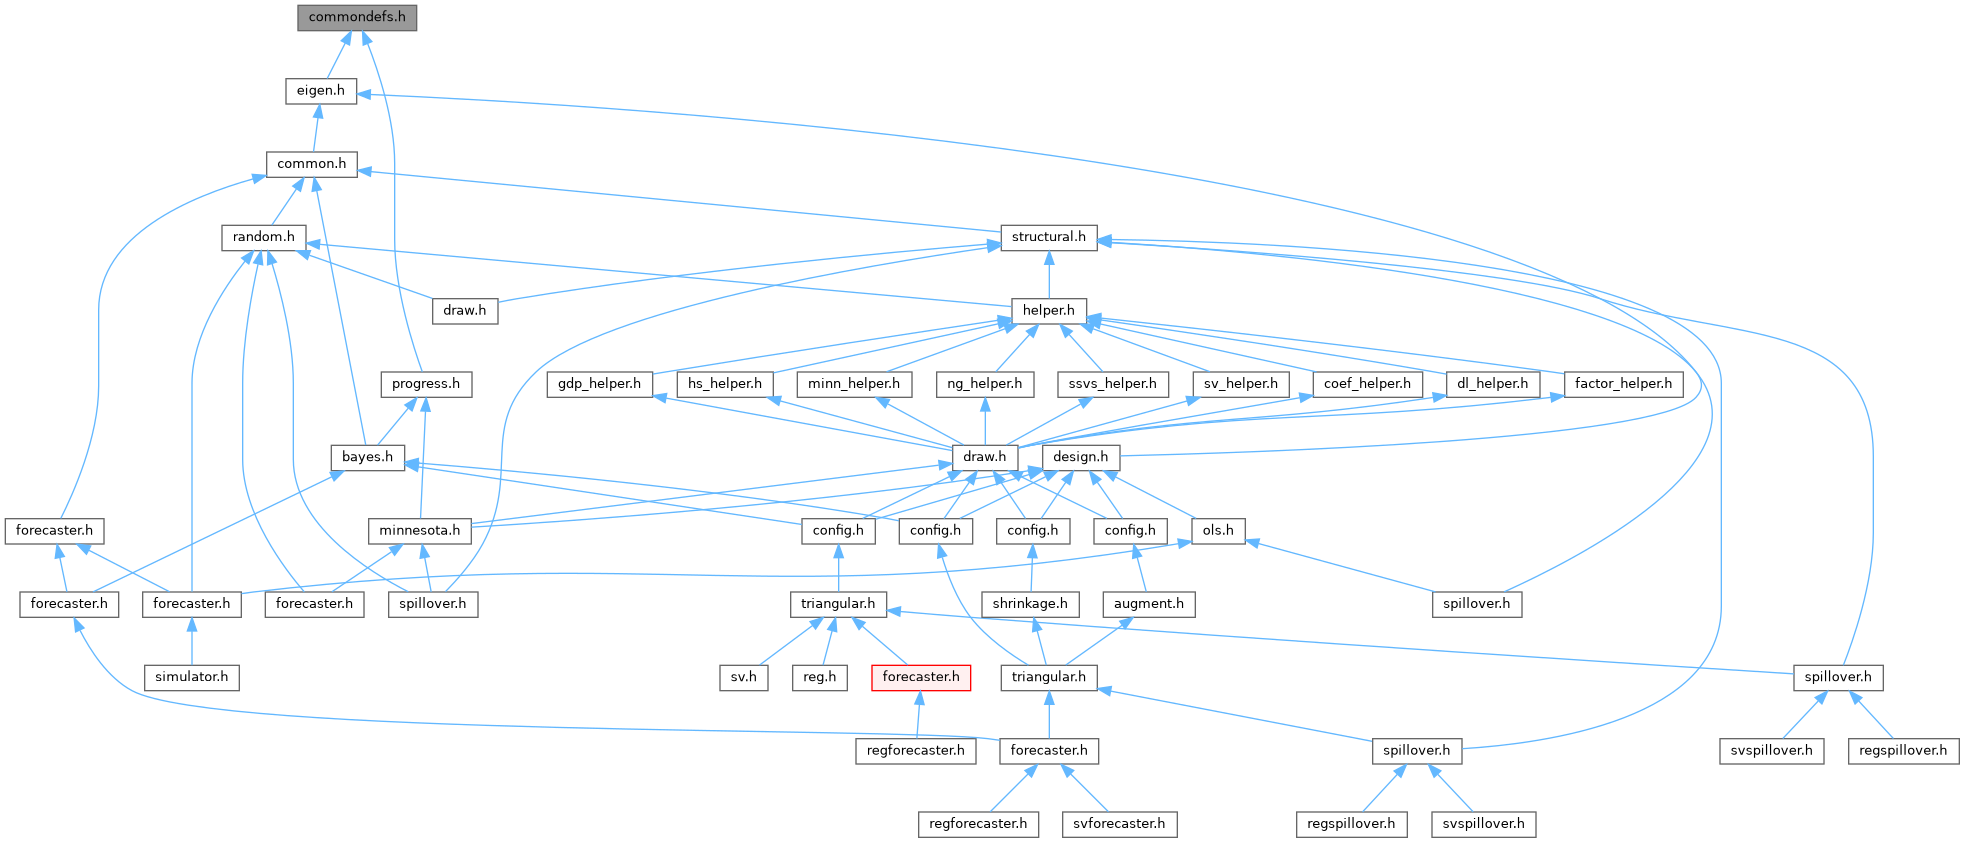 commondefs.h
eigen.h
common.h
random.h
structural.h
draw.h
helper.h
progress.h
gdp_helper.h
hs_helper.h
minn_helper.h
ng_helper.h
ssvs_helper.h
sv_helper.h
coef_helper.h
dl_helper.h
factor_helper.h
bayes.h
draw.h
design.h
forecaster.h
minnesota.h
config.h
config.h
config.h
config.h
ols.h
forecaster.h
forecaster.h
forecaster.h
spillover.h
triangular.h
shrinkage.h
augment.h
spillover.h
simulator.h
sv.h
reg.h
forecaster.h
triangular.h
spillover.h
regforecaster.h
forecaster.h
spillover.h
svspillover.h
regspillover.h
regforecaster.h
svforecaster.h
regspillover.h
svspillover.h